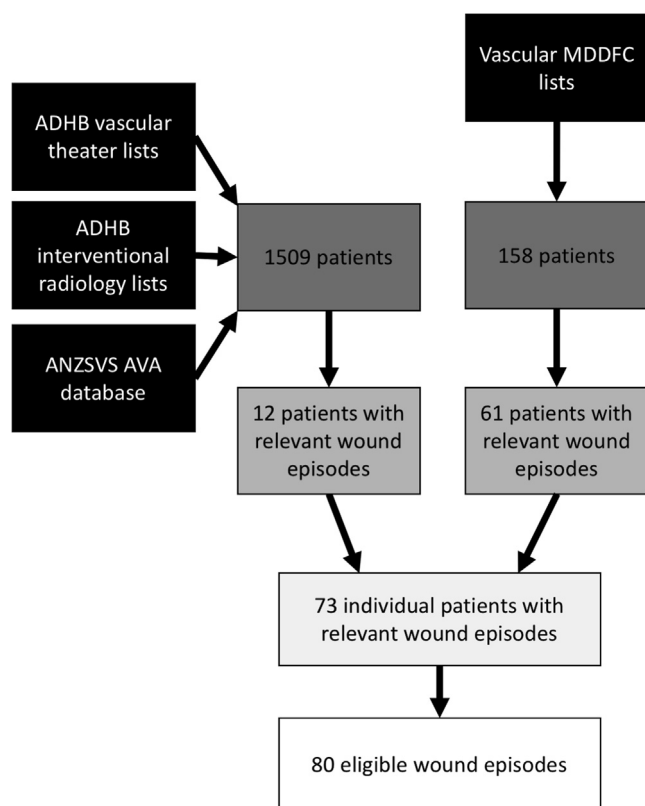 Vascular MDDFC
lists
ADHB vascular
theater lists
ADHB
interventional
radiology lists
ANZSVS AVA
database
1509 patients
158 patients
12 patients with
relevant wound
episodes
61 patients with
relevant wound
episodes
73 individual patients with
relevant wound episodes
80 eligible wound episodes